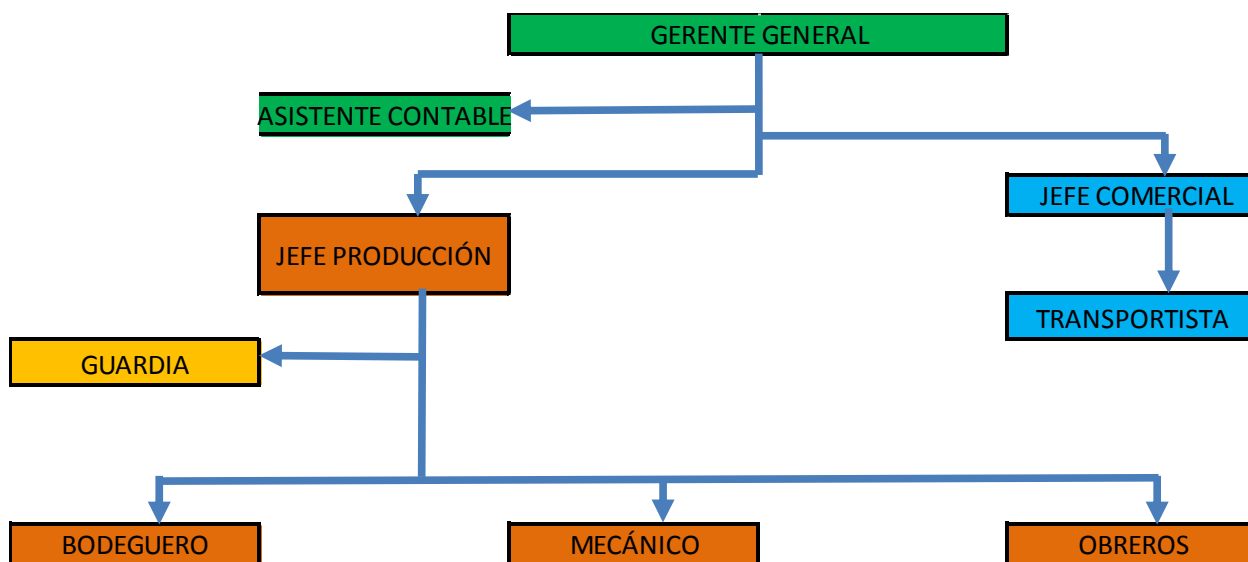 GERENTE GENERAL
ASISTENTE CONTABLE
JEFE COMERCIAL
JEFE PRODUCCIÓN
TRANSPORTISTA
GUARDIA
BODEGUERO
MECÁNICO
OBREROS